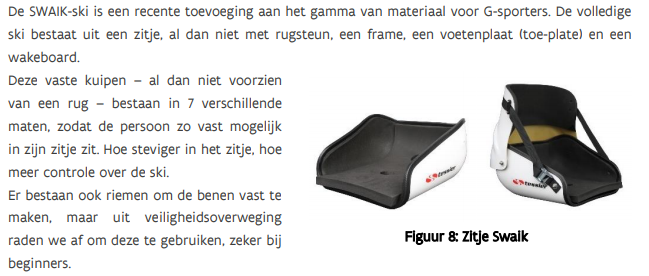 De SWAIK-ski is een recente toevoeging aan het gamma van materiaal voor G-sporters. De volledige
ski bestaat uit een zitje, al dan niet met rugsteun, een frame, een voetenplaat (toe-plate) en een
wakeboard.
Deze vaste kuipen – al dan niet voorzien
van een rug – bestaan in 7 verschillende
maten, zodat de persoon zo vast mogelijk
in zijn zitje zit. Hoe steviger in het zitje, hoe
meer controle over de ski.
Er bestaan ook riemen om de benen vast te
maken, maar uit veiligheidsoverweging
raden we af om deze te gebruiken, zeker bij
beginners.
tessier
tessier
Figuur 8: Zitje Swaik